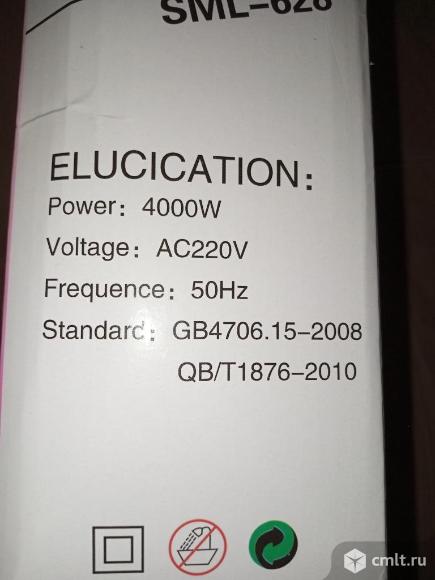 SML-628
ELUCICATION:
Power: 4000W
Voltage: AC220V
Frequence: 50Hz
Standard: GB4706.15-2008
QB/T1876-2010
cmlt.ru